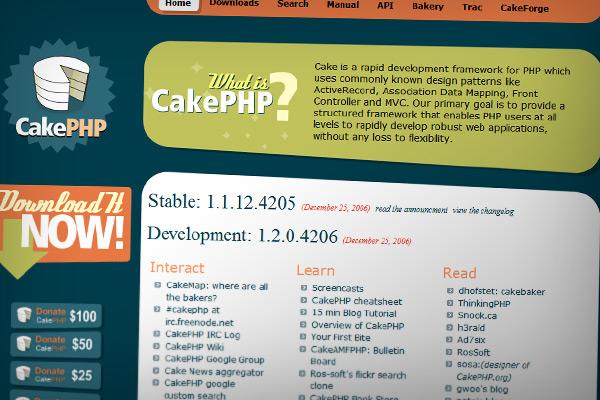 Home Downloads Search Manual API Bakery Trac CakeForge
CakePHP
What is
CakePHP?
Cake is a rapid development framework for PHP which
uses commonly known design patterns like
ActiveRecord, Association Data Mapping, Front
Controller and MVC. Our primary goal is to provide a
structured framework that enables PHP users at all
levels to rapidly develop robust web applications,
without any loss to flexiblity.
Download It
NOW!
Donate
CakePHP $100
Donate
CakePHP $50
Donate
CakePHP $25
Donate
Stable: 1.1.12.4205 (December 25, 2006) read the announcment view the changelog
Development: 1.2.0.4206 (December 25, 2006)
Interact
CakeMap: where are all
the bakers?
#cakephp at
irc.freenode.net
CakePHP IRC Log
CakePHP Wiki
CakePHP Google Group
Cake News aggregator
CakePHP google
custom search
Learn
Screencasts
CakePHP cheatsheet
15 min Blog Tutorial
Overview of CakePHP
Your First Bite
CakeAMFPHP: Bulletin
Board
Ros-soft's flickr search
clone
CakePHP Book Store
Read
dhofstet: cakebaker
ThinkingPHP
Snook.ca
h3rald
Ad7six
RosSoft
sosa:(designer of
CakePHP.org)
gwoo's blog